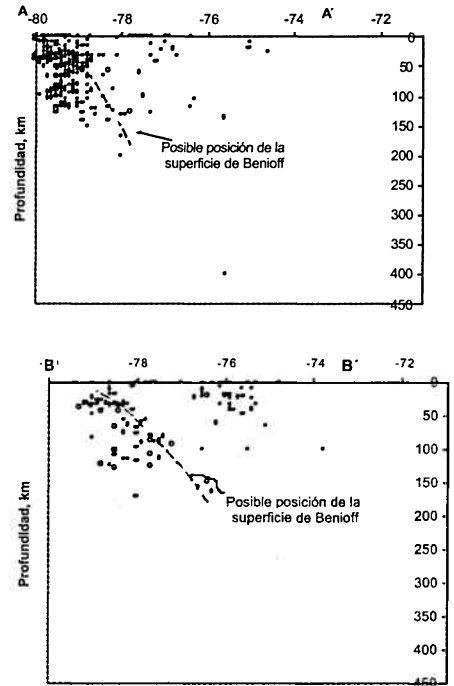 A A'
-80 -78 -76 -74 -72
0
50
100
150
200
250
300
350
400
450
Profundidad, km
Posible posición de la
superficie de Benioff
B' -78 -76 -74 B' -72
0
50
100
150
200
250
300
350
400
450
Profundidad, km
Posible posición de la
superficie de Benioff